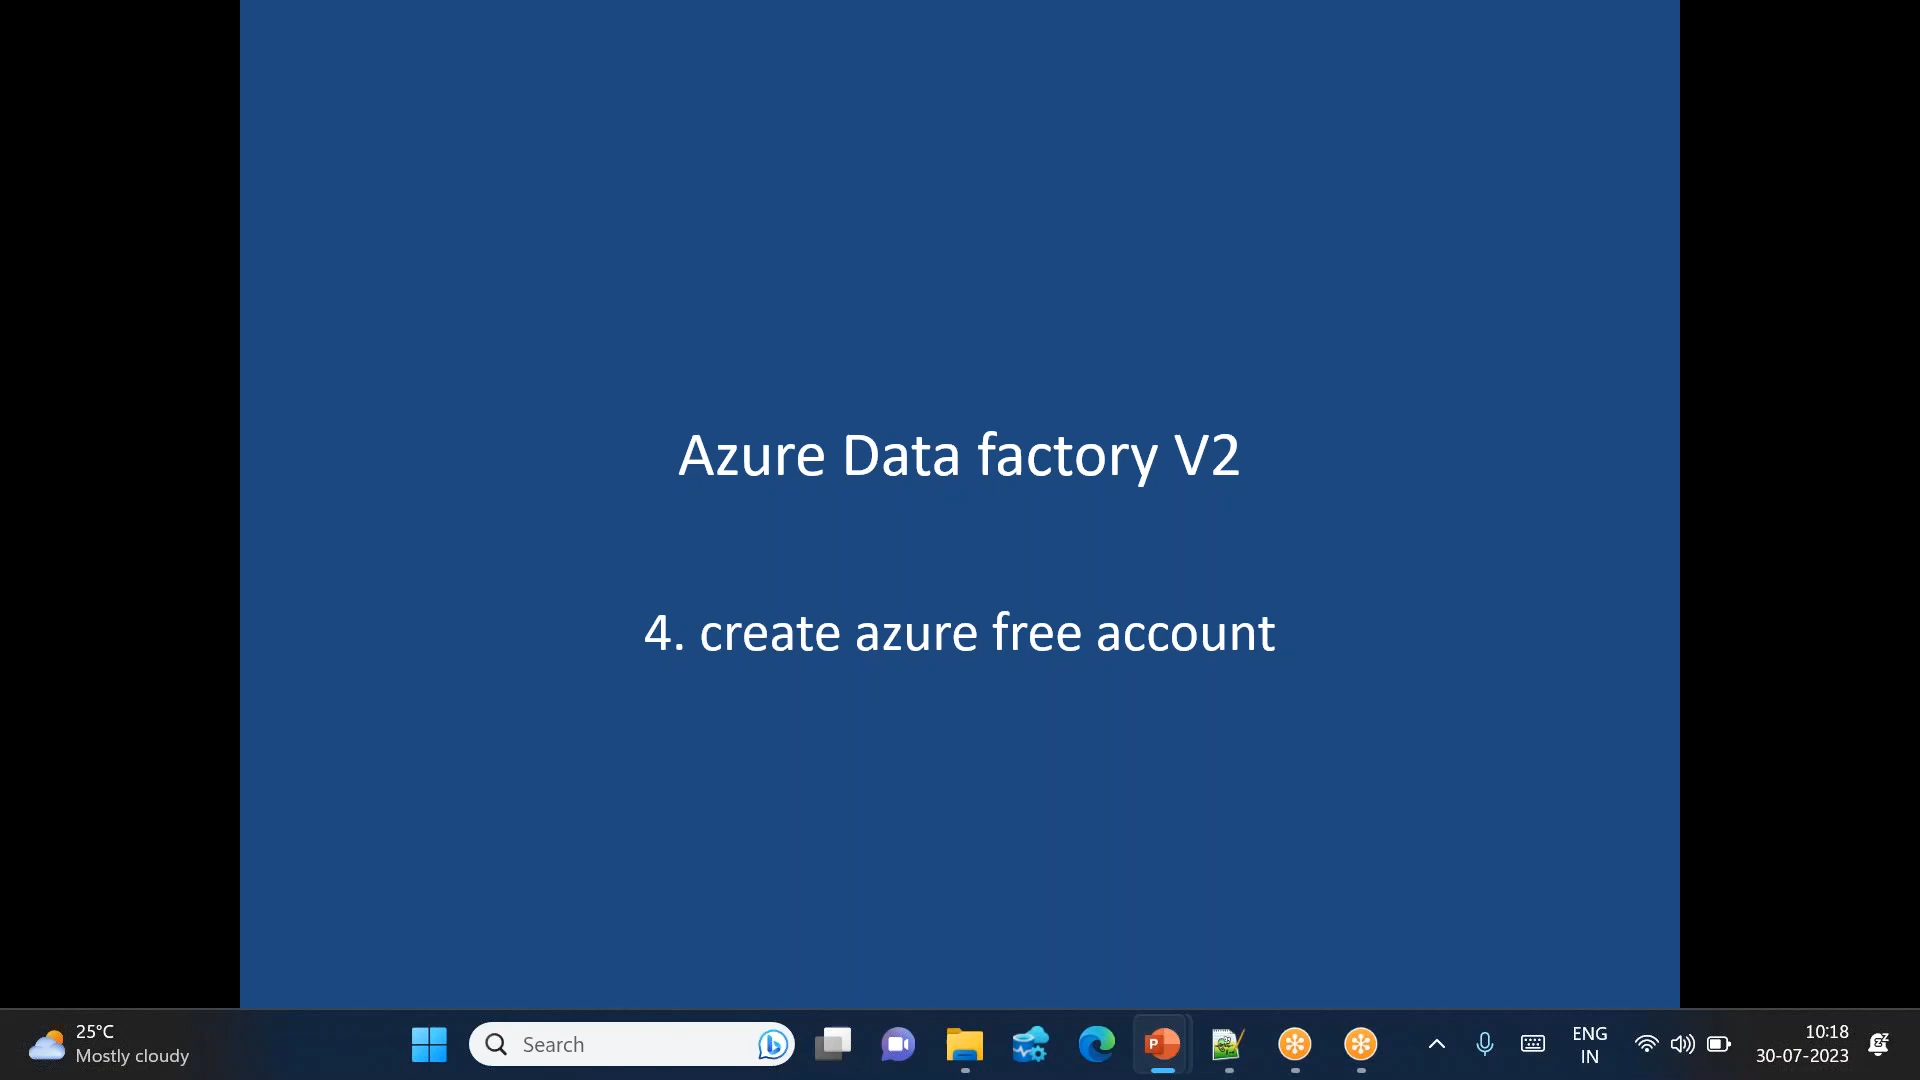 Azure Data factory V2
4. create azure free account
25°C
Mostly cloudy
Search
ENG
IN
10:18
30-07-2023